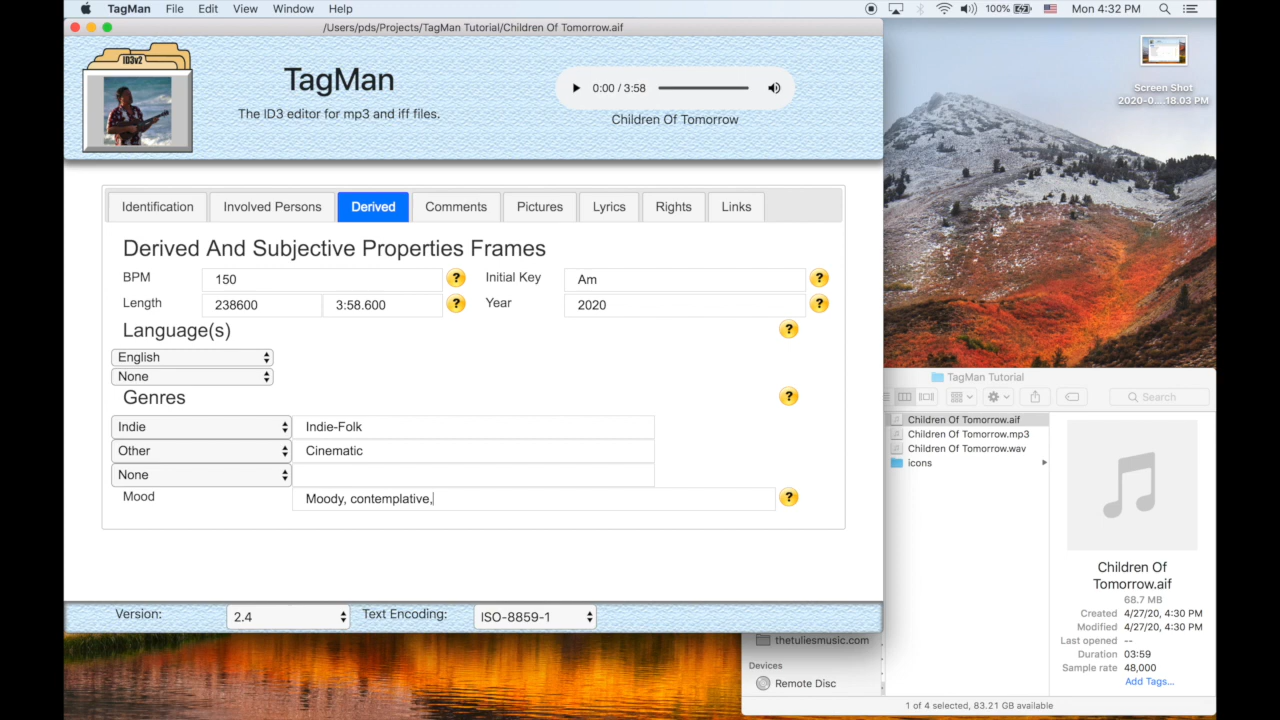 TagMan File Edit View Window Help 100% Mon 4:32 PM
/Users/pds/Projects/TagMan Tutorial/Children Of Tomorrow.aif
ID3v2
TagMan
The ID3 editor for mp3 and iff files.
0:00 / 3:58
Children Of Tomorrow
Screen Shot
2020-0....18.03 PM
Identification Involved Persons Derived Comments Pictures Lyrics Rights Links
Derived And Subjective Properties Frames
BPM 150 ? Initial Key Am ?
Length 238600 3:58.600 ? Year 2020 ?
Language(s) ?
English
None
Genres ?
Indie Indie-Folk
Other Cinematic
None
Mood Moody, contemplative, ?
Version: 2.4 Text Encoding: ISO-8859-1
TagMan Tutorial
Search
Children Of Tomorrow.aif
Children Of Tomorrow.mp3
Children Of Tomorrow.wav
icons
Children Of
Tomorrow.aif
68.7 MB
Created 4/27/20, 4:30 PM
Modified 4/27/20, 4:30 PM
Last opened --
Duration 03:59
Sample rate 48,000
Add Tags...
thetuliesmusic.com
Devices
Remote Disc
1 of 4 selected, 83.21 GB available